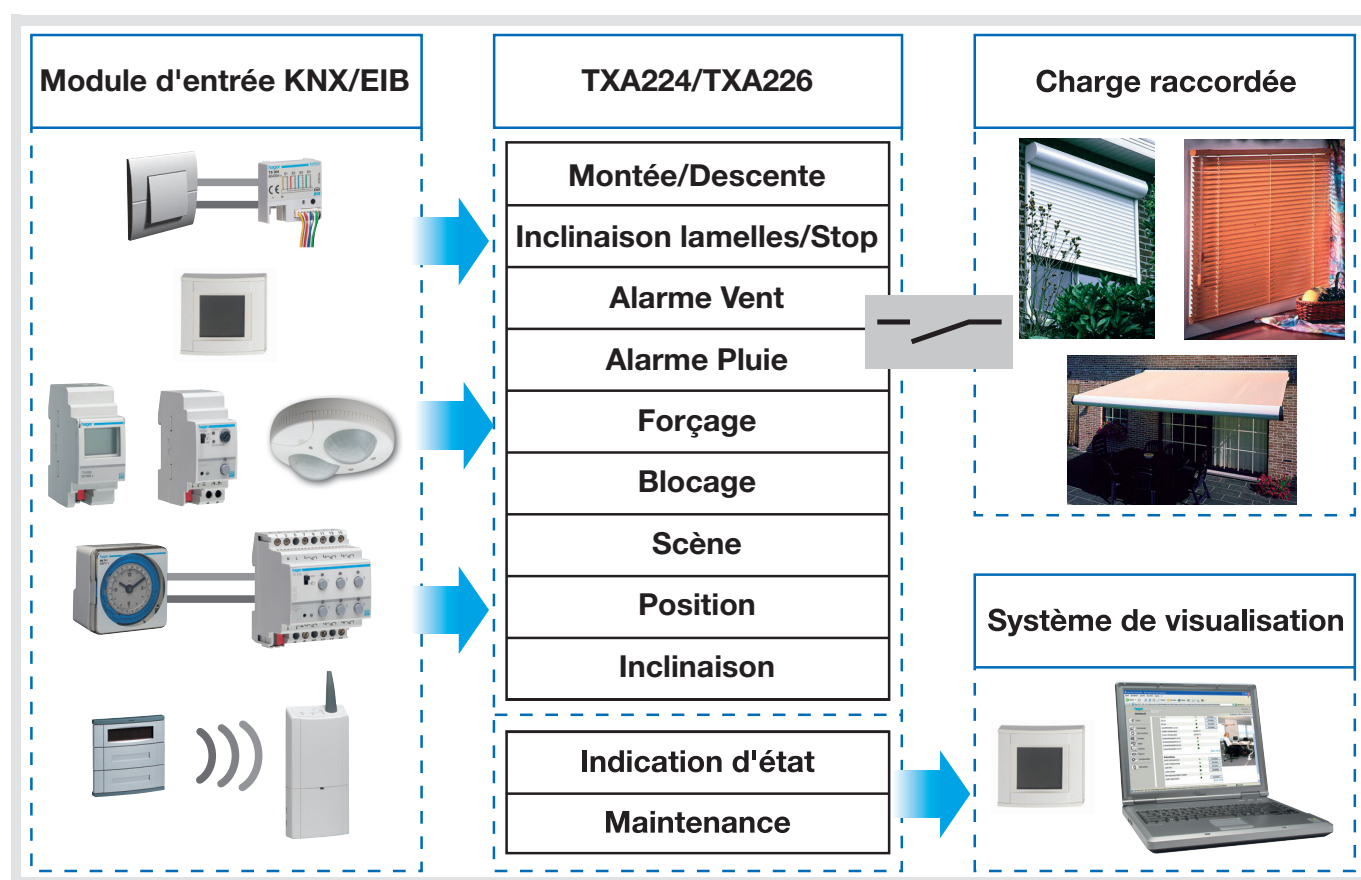 Module d'entrée KNX/EIB
TXA224/TXA226
Charge raccordée
Montée/Descente
Inclinaison lamelles/Stop
Alarme Vent
Alarme Pluie
Forçage
Blocage
Scène
Position
Inclinaison
Indication d'état
Maintenance
Système de visualisation